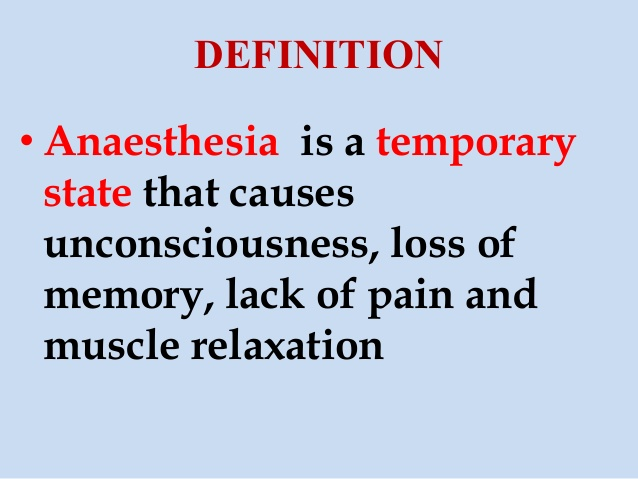 DEFINITION
• Anaesthesia is a temporary
state that causes
unconsciousness, loss of
memory, lack of pain and
muscle relaxation